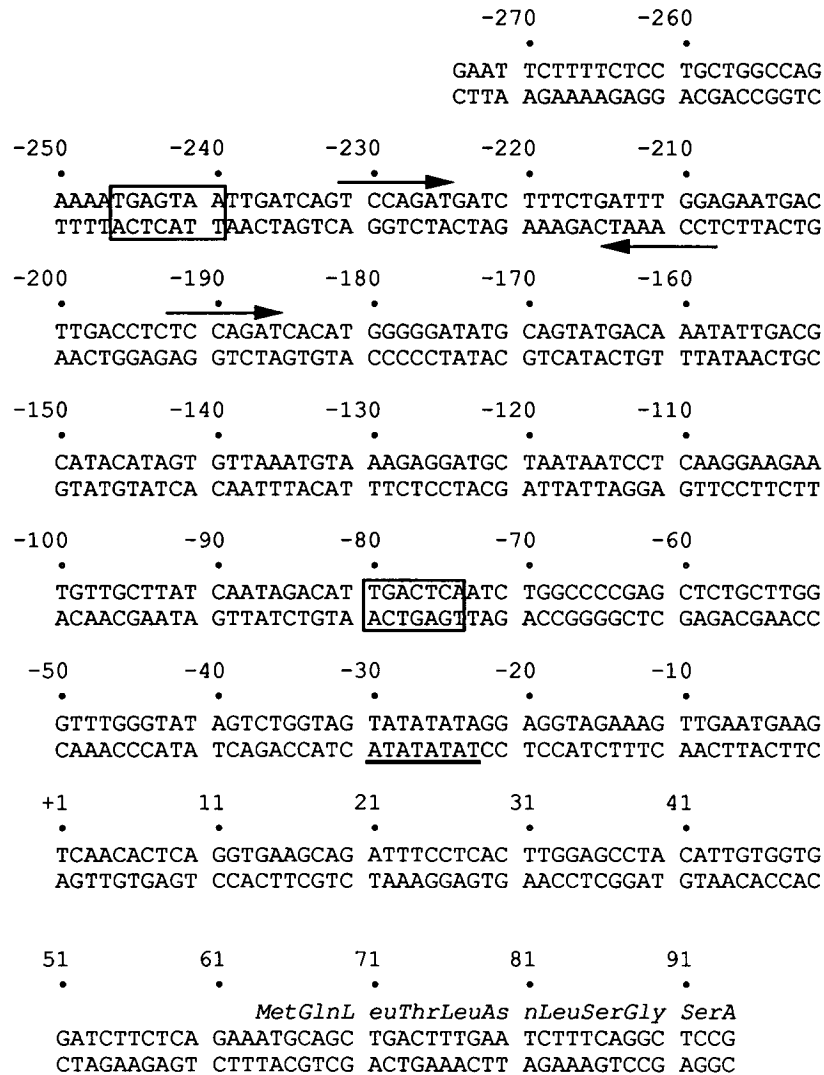 -270 -260
• •
GAAT TCTTTTCTCC TGCTGGCCAG
CTTA AGAAAAGAGG ACGACCGGTC
-250 -240 -230 -220 -210
• • • • •
AAAATGAGTA ATTGATCAGT CCAGATGATC TTTCTGATTT GGAGAATGAC
TTTTACTCAT TAACTAGTCA GGTCTACTAG AAAGACTAAA CCTCTTACTG
-200 -190 -180 -170 -160
• • • • •
TTGACCTCTC CAGATCACAT GGGGGATATG CAGTATGACA AATATTGACG
AACTGGAGAG GTCTAGTGTA CCCCCTATAC GTCATACTGT TTATAACTGC
-150 -140 -130 -120 -110
• • • • •
CATACATAGT GTTAAATGTA AAGAGGATGC TAATAATCCT CAAGGAAGAA
GTATGTATCA CAATTTACAT TTCTCCTACG ATTATTAGGA GTTCCTTCTT
-100 -90 -80 -70 -60
• • • • •
TGTTGCTTAT CAATAGACAT TGACTCAATC TGGCCCCGAG CTCTGCTTGG
ACAACGAATA GTTATCTGTA ACTGAGTTAG ACCGGGGCTC GAGACGAACC
-50 -40 -30 -20 -10
• • • • •
GTTTGGGTAT AGTCTGGTAG TATATATAGG AGGTAGAAAG TTGAATGAAG
CAAACCCATA TCAGACCATC ATATATATCC TCCATCTTTC AACTTACTTC
+1 11 21 31 41
• • • • •
TCAACACTCA GGTGAAGCAG ATTTCCTCAC TTGGAGCCTA CATTGTGGTG
AGTTGTGAGT CCACTTCGTC TAAAGGAGTG AACCTCGGAT GTAACACCAC
51 61 71 81 91
• • • • •
MetGlnL euThrLeuAs nLeuSerGly SerA
GATCTTCTCA GAAATGCAGC TGACTTTGAA TCTTTCAGGC TCCG
CTAGAAGAGT CTTTACGTCG ACTGAAACTT AGAAAGTCCG AGGC